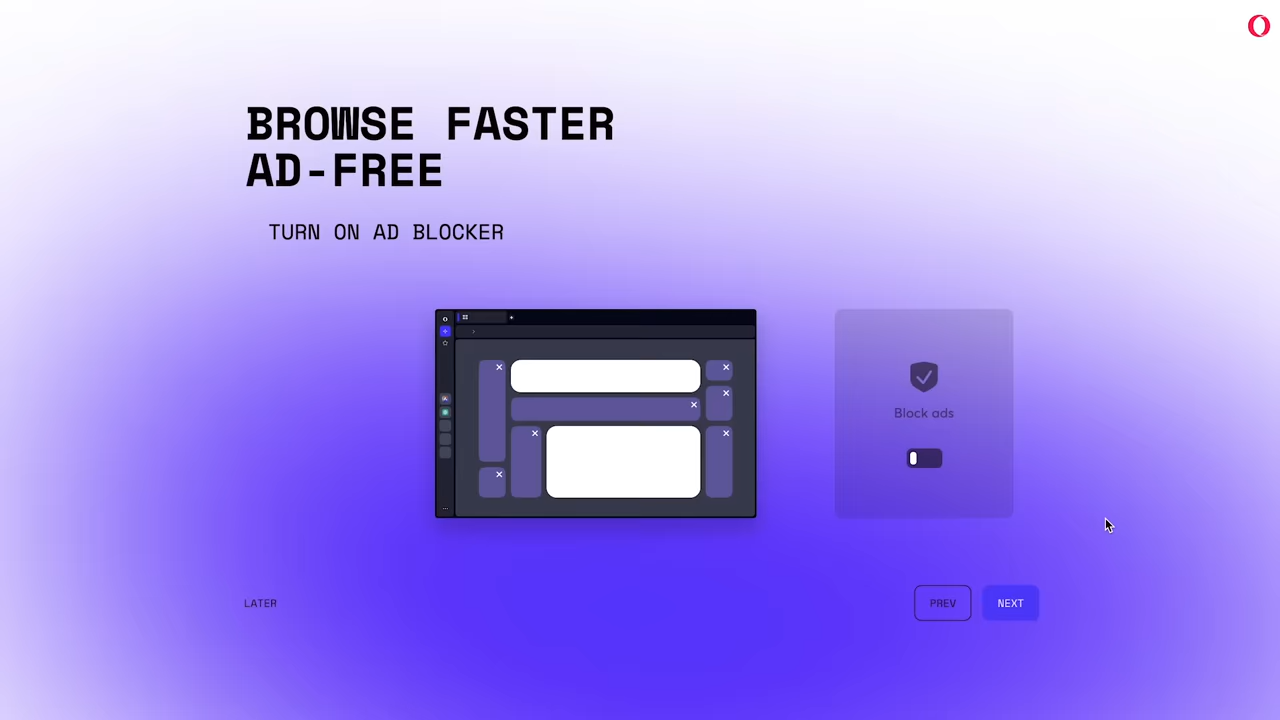 BROWSE FASTER
AD-FREE
TURN ON AD BLOCKER
Block ads
LATER
PREV
NEXT